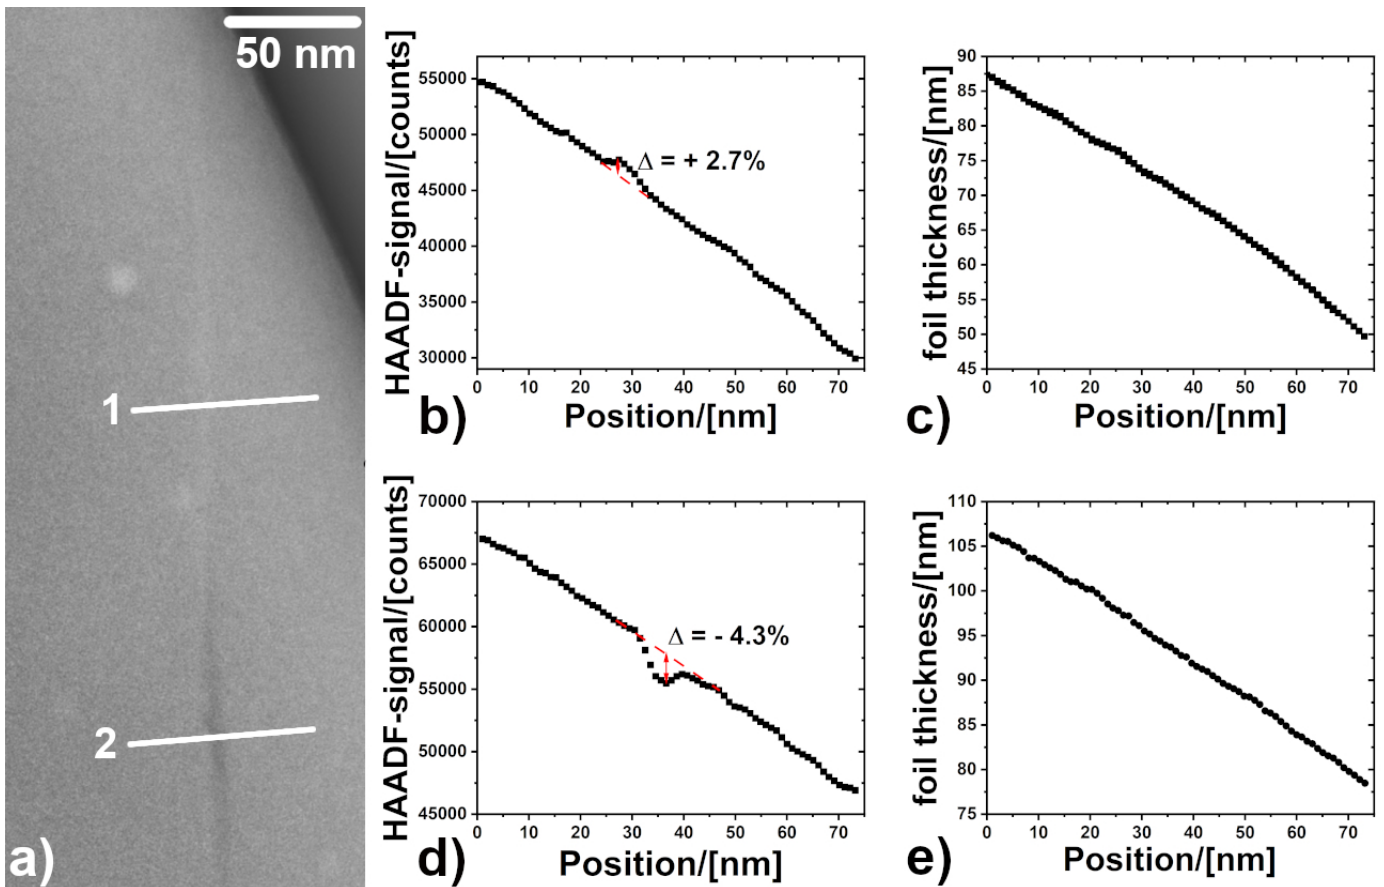 50 nm
1
2
a)
HAADF-signal/[counts]
55000
50000
45000
40000
35000
30000
Δ = + 2.7%
0 10 20 30 40 50 60 70
Position/[nm]
b)
foil thickness/[nm]
90
85
80
75
70
65
60
55
50
45
0 10 20 30 40 50 60 70
Position/[nm]
c)
HAADF-signal/[counts]
70000
65000
60000
55000
50000
45000
Δ = - 4.3%
0 10 20 30 40 50 60 70
Position/[nm]
d)
foil thickness/[nm]
110
105
100
95
90
85
80
75
0 10 20 30 40 50 60 70
Position/[nm]
e)